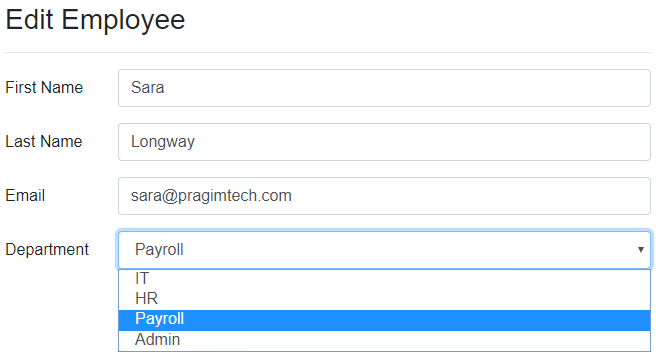 Edit Employee
First Name Sara
Last Name Longway
Email sara@pragimtech.com
Department Payroll
IT
HR
Payroll
Admin